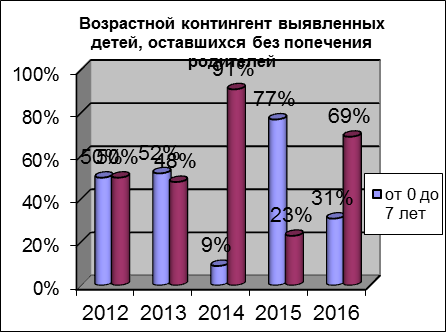 Возрастной контингент выявленных
детей, оставшихся без попечения
родителей
100%
80%
60%
40%
20%
0%
50%
50%
52%
48%
9%
91%
77%
23%
31%
69%
2012 2013 2014 2015 2016
от 0 до
7 лет